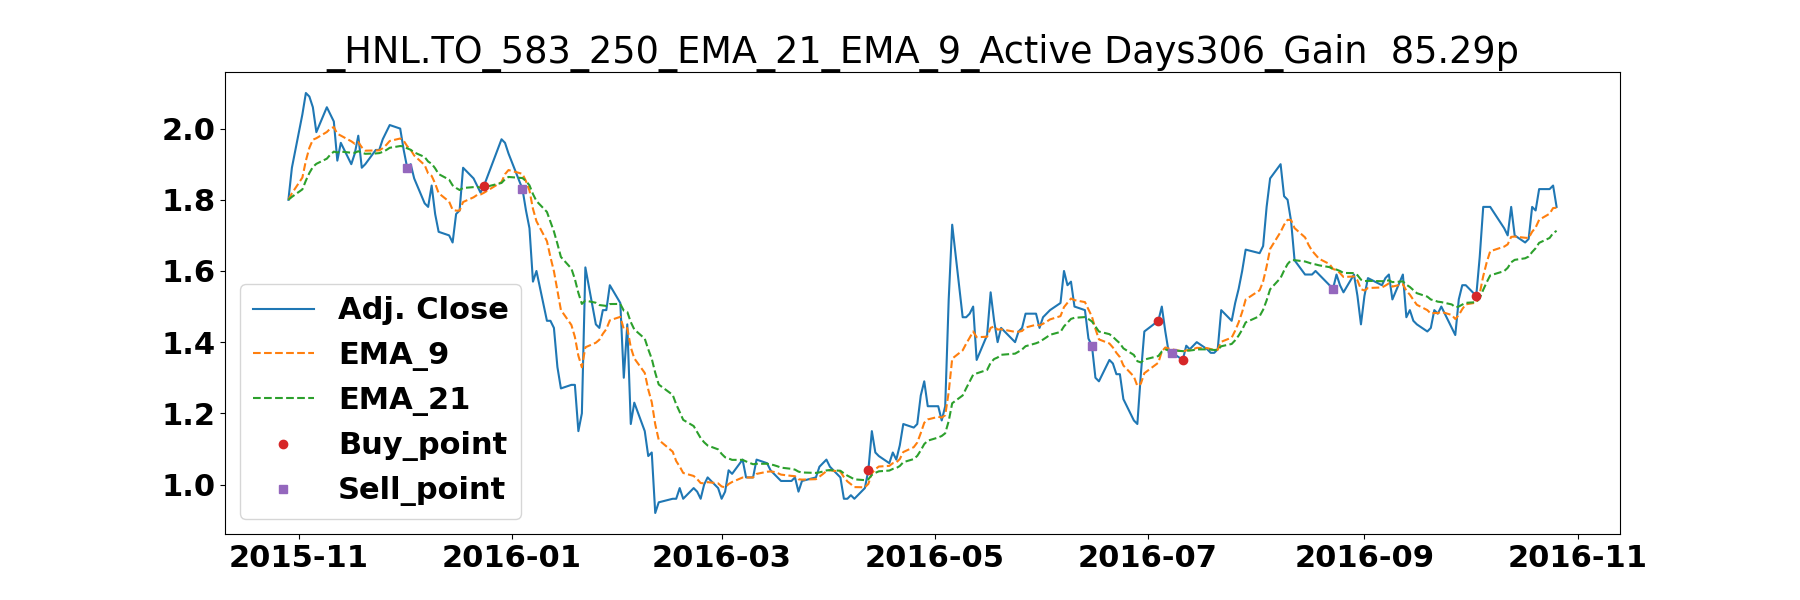 _HNL.TO_583_250_EMA_21_EMA_9_Active Days306_Gain  85.29p
2.0
1.8
1.6
1.4
1.2
1.0
Adj. Close
EMA_9
EMA_21
Buy_point
Sell_point
2015-11 2016-01 2016-03 2016-05 2016-07 2016-09 2016-11